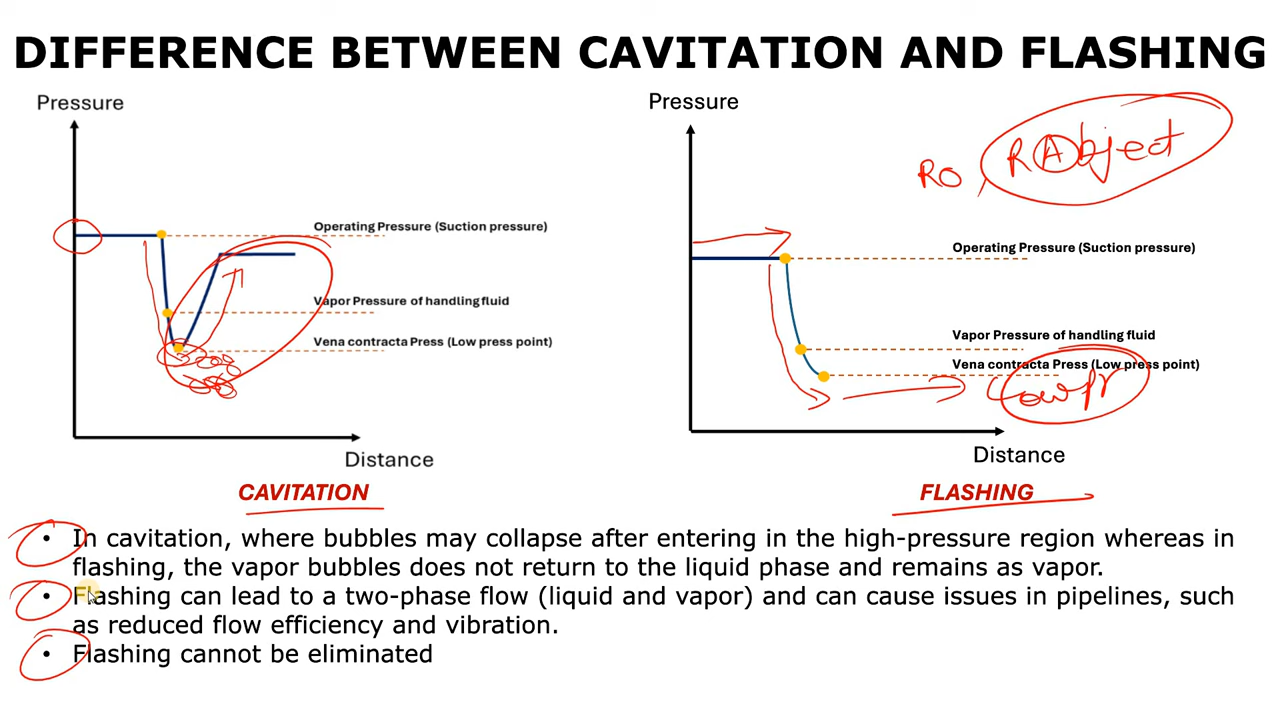 DIFFERENCE BETWEEN CAVITATION AND FLASHING
Pressure
Operating Pressure (Suction pressure)
Vapor Pressure of handling fluid
Vena contracta Press (Low press point)
Distance
CAVITATION
Pressure
RO, RAbject
Operating Pressure (Suction pressure)
Vapor Pressure of handling fluid
Vena contracta Press (Low press point)
Low pr
Distance
FLASHING
• In cavitation, where bubbles may collapse after entering in the high-pressure region whereas in
flashing, the vapor bubbles does not return to the liquid phase and remains as vapor.
• Flashing can lead to a two-phase flow (liquid and vapor) and can cause issues in pipelines, such
as reduced flow efficiency and vibration.
• Flashing cannot be eliminated